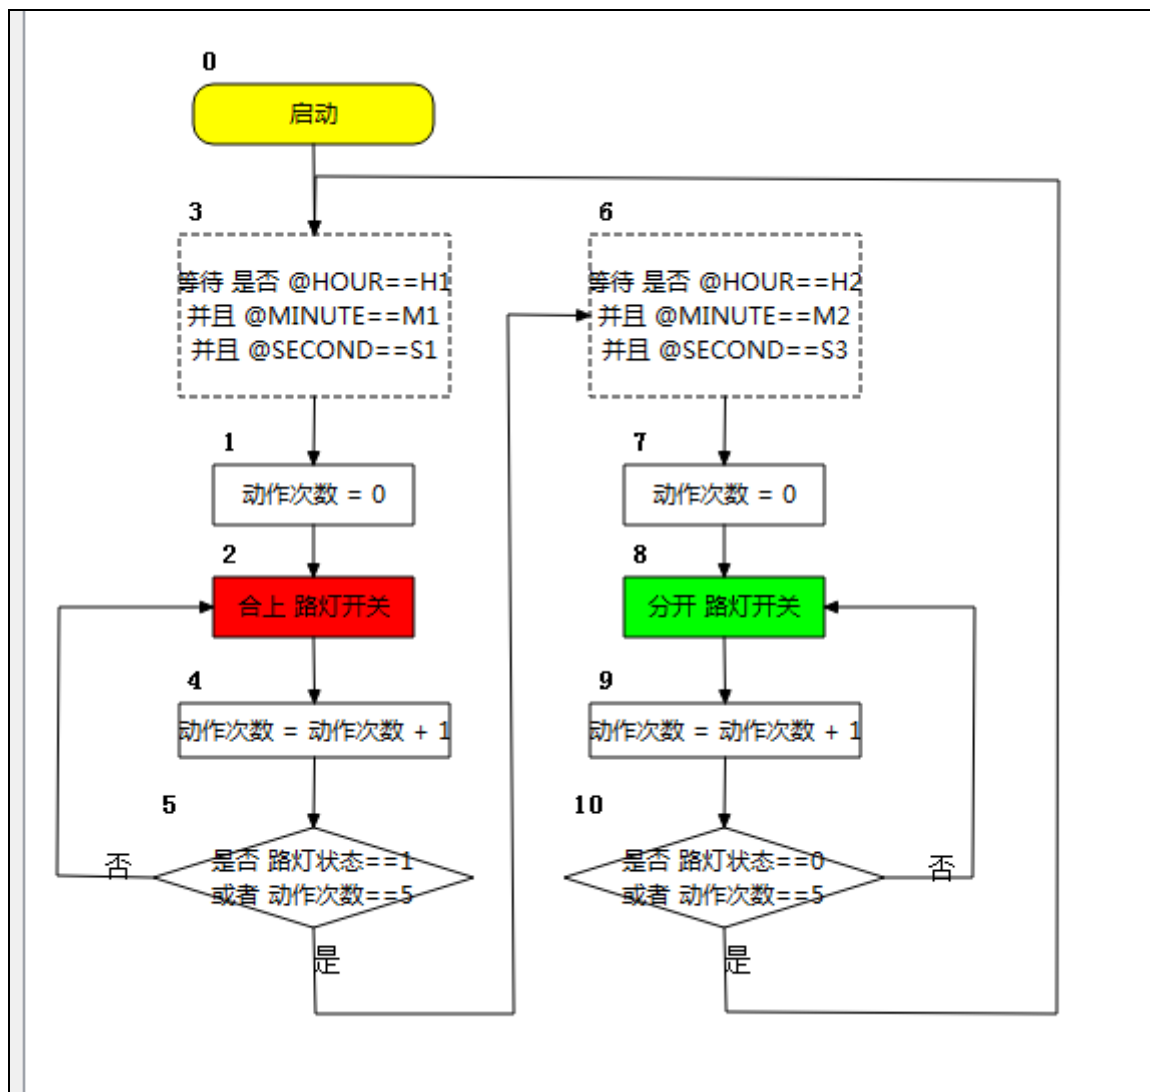 0
启动
3
等待 是否 @HOUR==H1
并且 @MINUTE==M1
并且 @SECOND==S1
1
动作次数 = 0
2
合上 路灯开关
4
动作次数 = 动作次数 + 1
5
是否 路灯状态==1
或者 动作次数==5
否
是
6
等待 是否 @HOUR==H2
并且 @MINUTE==M2
并且 @SECOND==S3
7
动作次数 = 0
8
分开 路灯开关
9
动作次数 = 动作次数 + 1
10
是否 路灯状态==0
或者 动作次数==5
否
是